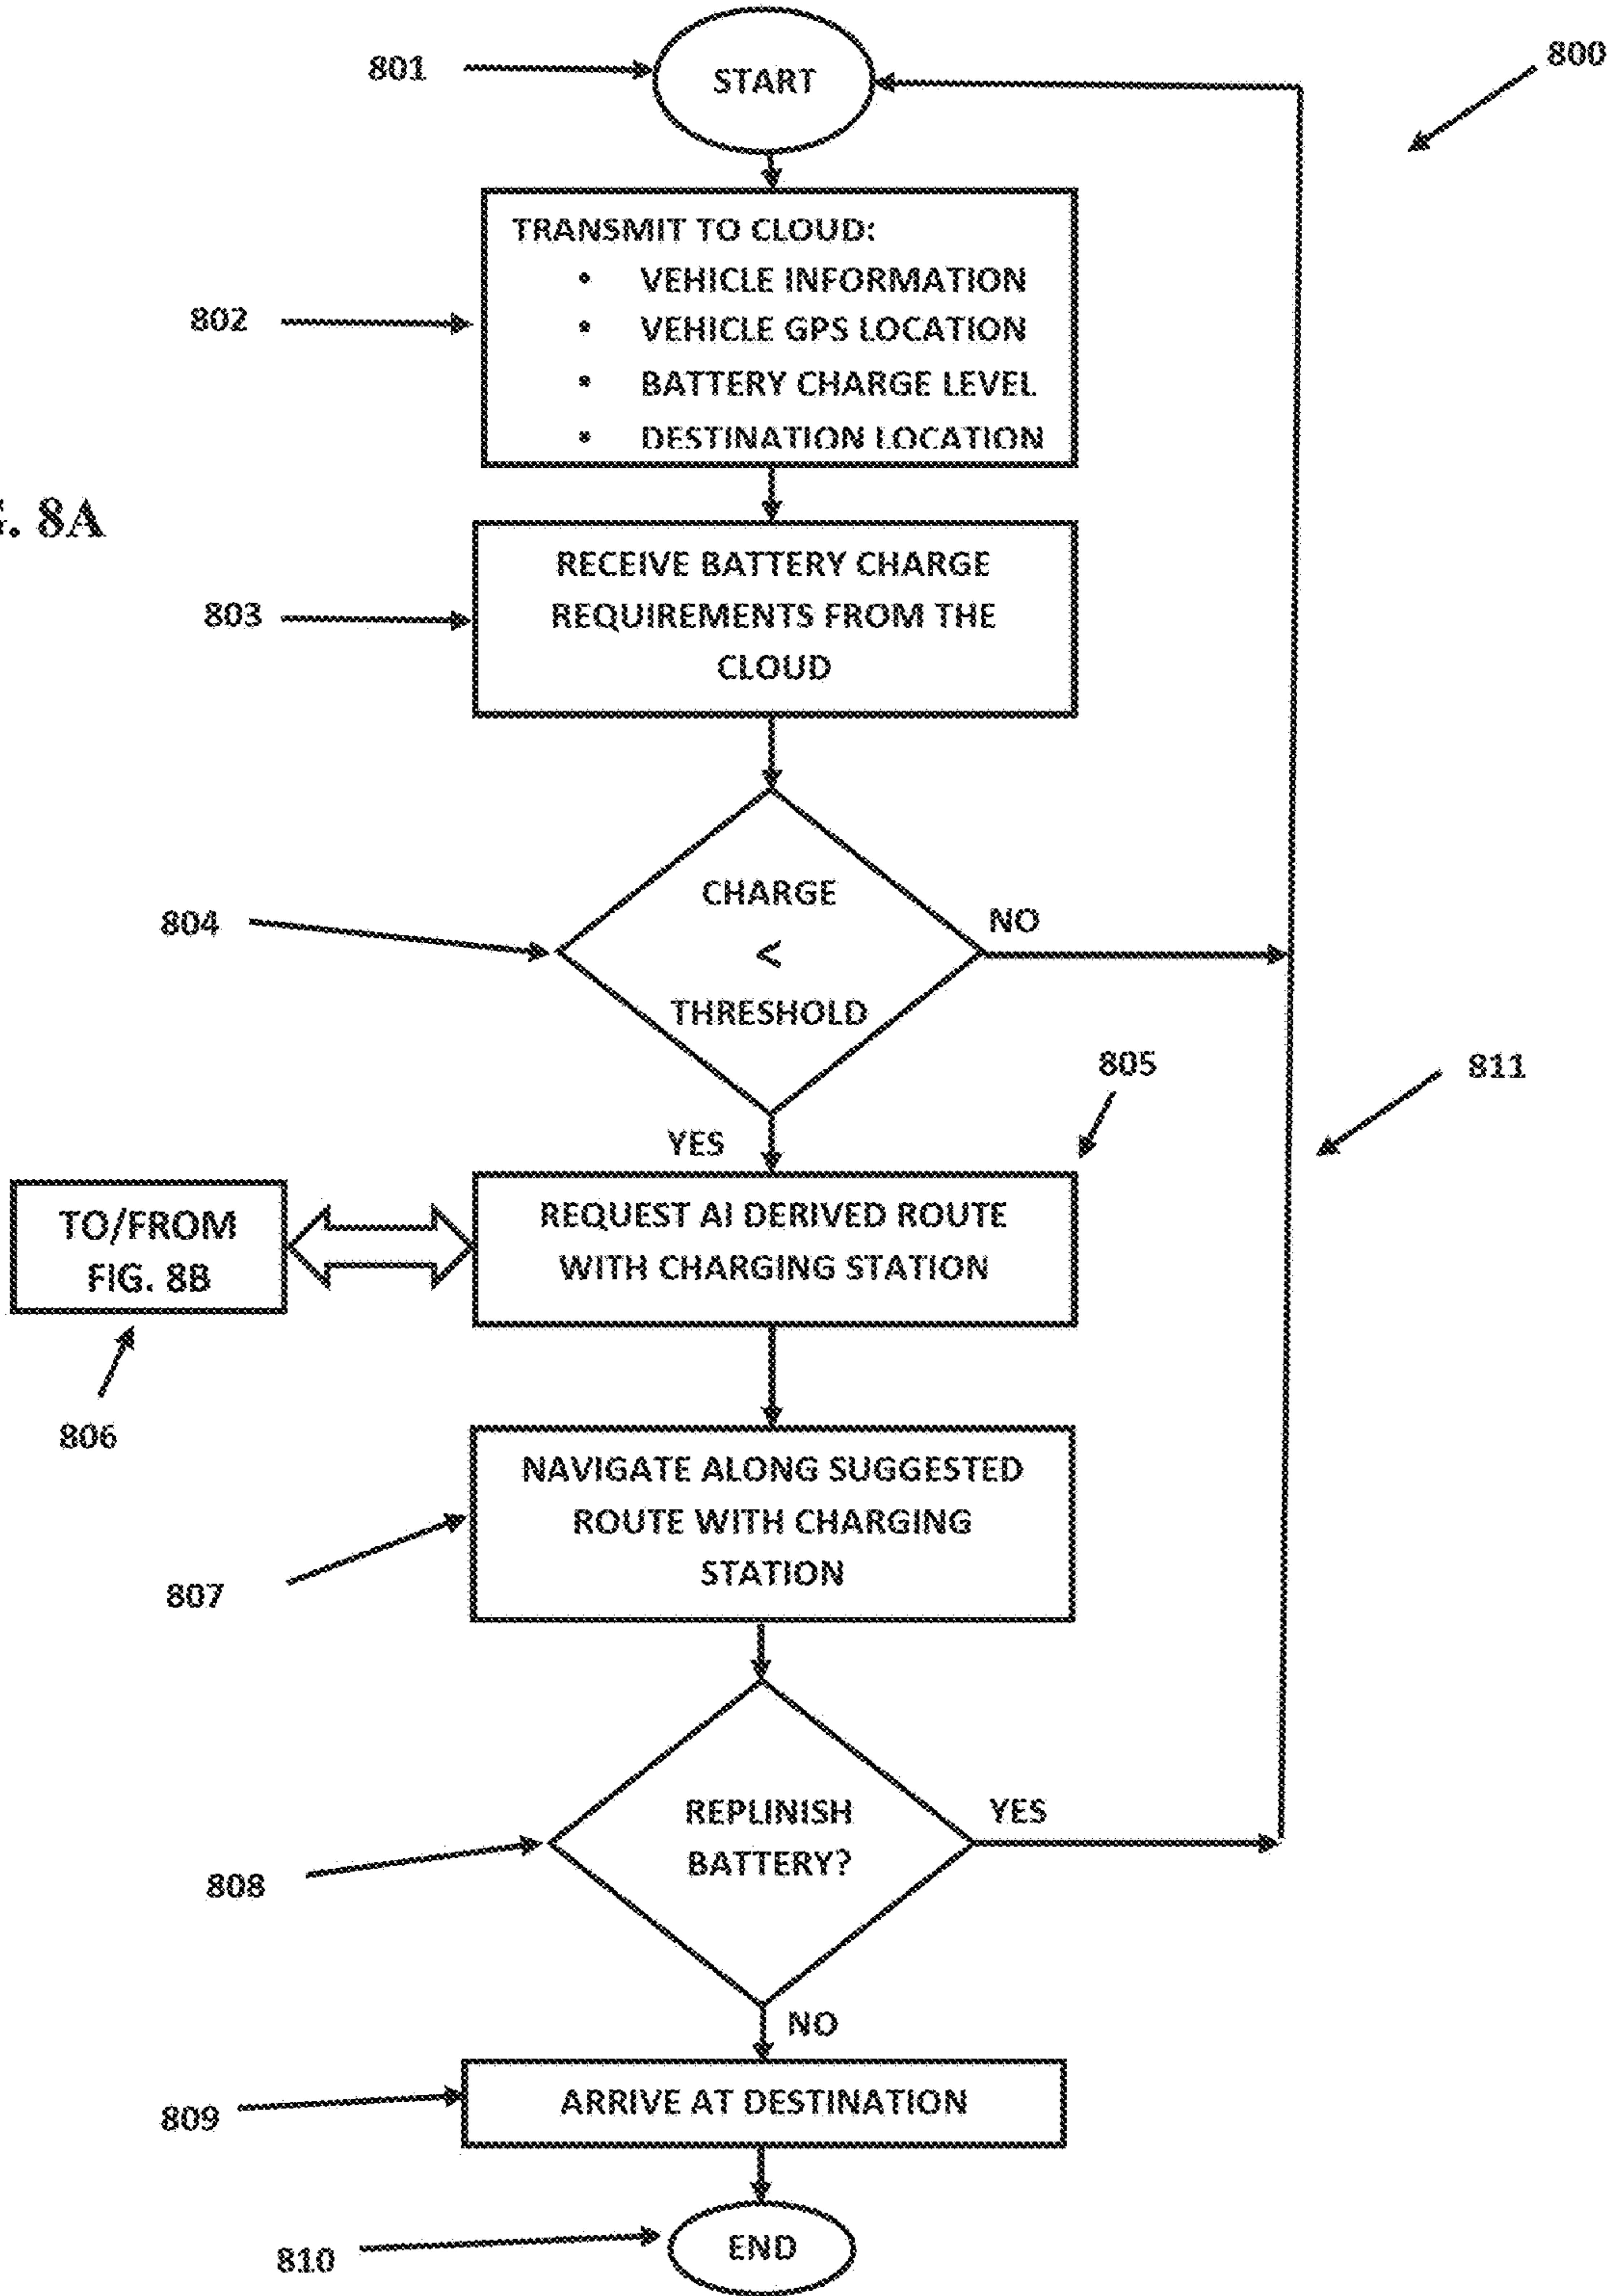 801
START
800
TRANSMIT TO CLOUD:
• VEHICLE INFORMATION
• VEHICLE GPS LOCATION
• BATTERY CHARGE LEVEL
• DESTINATION LOCATION
802
G. 8A
RECEIVE BATTERY CHARGE
REQUIREMENTS FROM THE
CLOUD
803
CHARGE
<
THRESHOLD
804
NO
805
811
YES
TO/FROM
FIG. 8B
REQUEST AI DERIVED ROUTE
WITH CHARGING STATION
806
NAVIGATE ALONG SUGGESTED
ROUTE WITH CHARGING
STATION
807
REPLINISH
BATTERY?
YES
808
NO
ARRIVE AT DESTINATION
809
END
810